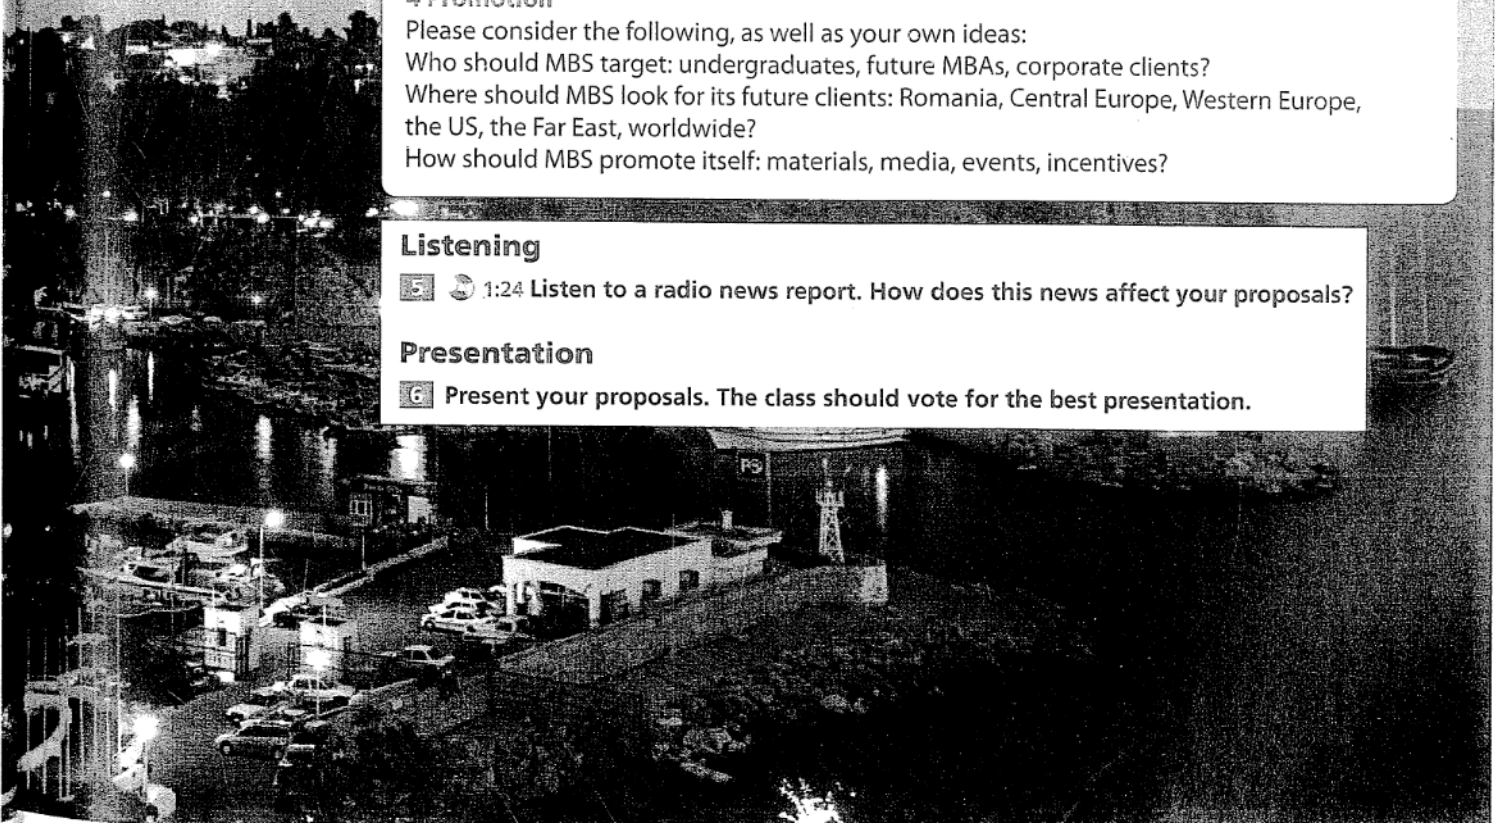 4 Promotion
Please consider the following, as well as your own ideas:
Who should MBS target: undergraduates, future MBAs, corporate clients?
Where should MBS look for its future clients: Romania, Central Europe, Western Europe,
the US, the Far East, worldwide?
How should MBS promote itself: materials, media, events, incentives?
Listening
5 1:24 Listen to a radio news report. How does this news affect your proposals?
Presentation
6 Present your proposals. The class should vote for the best presentation.